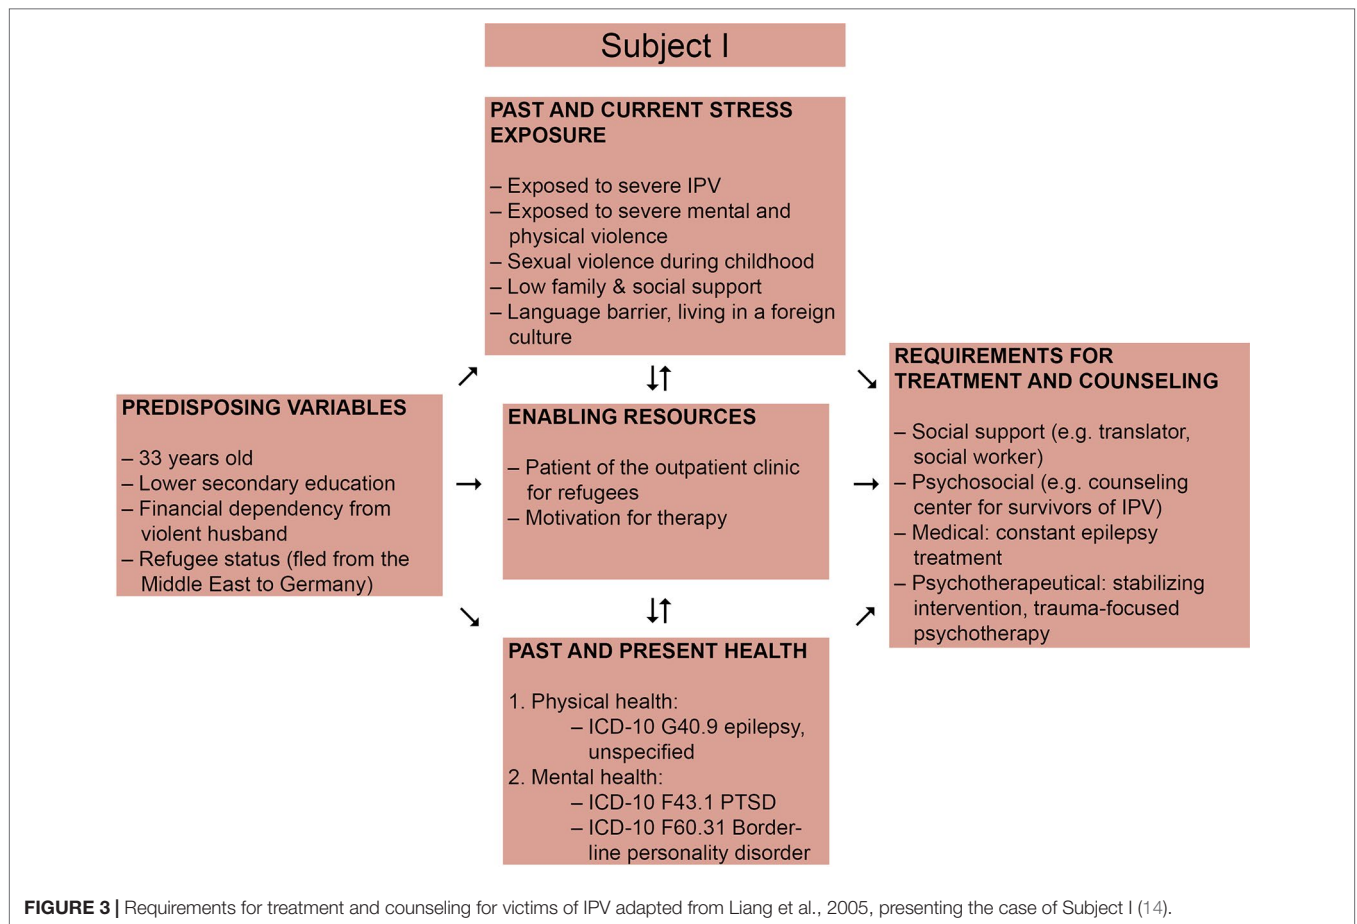 Subject I
PAST AND CURRENT STRESS
EXPOSURE
– Exposed to severe IPV
– Exposed to severe mental and
physical violence
– Sexual violence during childhood
– Low family & social support
– Language barrier, living in a foreign
culture
PREDISPOSING VARIABLES
– 33 years old
– Lower secondary education
– Financial dependency from
violent husband
– Refugee status (fled from the
Middle East to Germany)
ENABLING RESOURCES
– Patient of the outpatient clinic
for refugees
– Motivation for therapy
REQUIREMENTS FOR
TREATMENT AND COUNSELING
– Social support (e.g. translator,
social worker)
– Psychosocial (e.g. counseling
center for survivors of IPV)
– Medical: constant epilepsy
treatment
– Psychotherapeutical: stabilizing
intervention, trauma-focused
psychotherapy
PAST AND PRESENT HEALTH
1. Physical health:
– ICD-10 G40.9 epilepsy,
unspecified
2. Mental health:
– ICD-10 F43.1 PTSD
– ICD-10 F60.31 Border-
line personality disorder
FIGURE 3 | Requirements for treatment and counseling for victims of IPV adapted from Liang et al., 2005, presenting the case of Subject I (14).